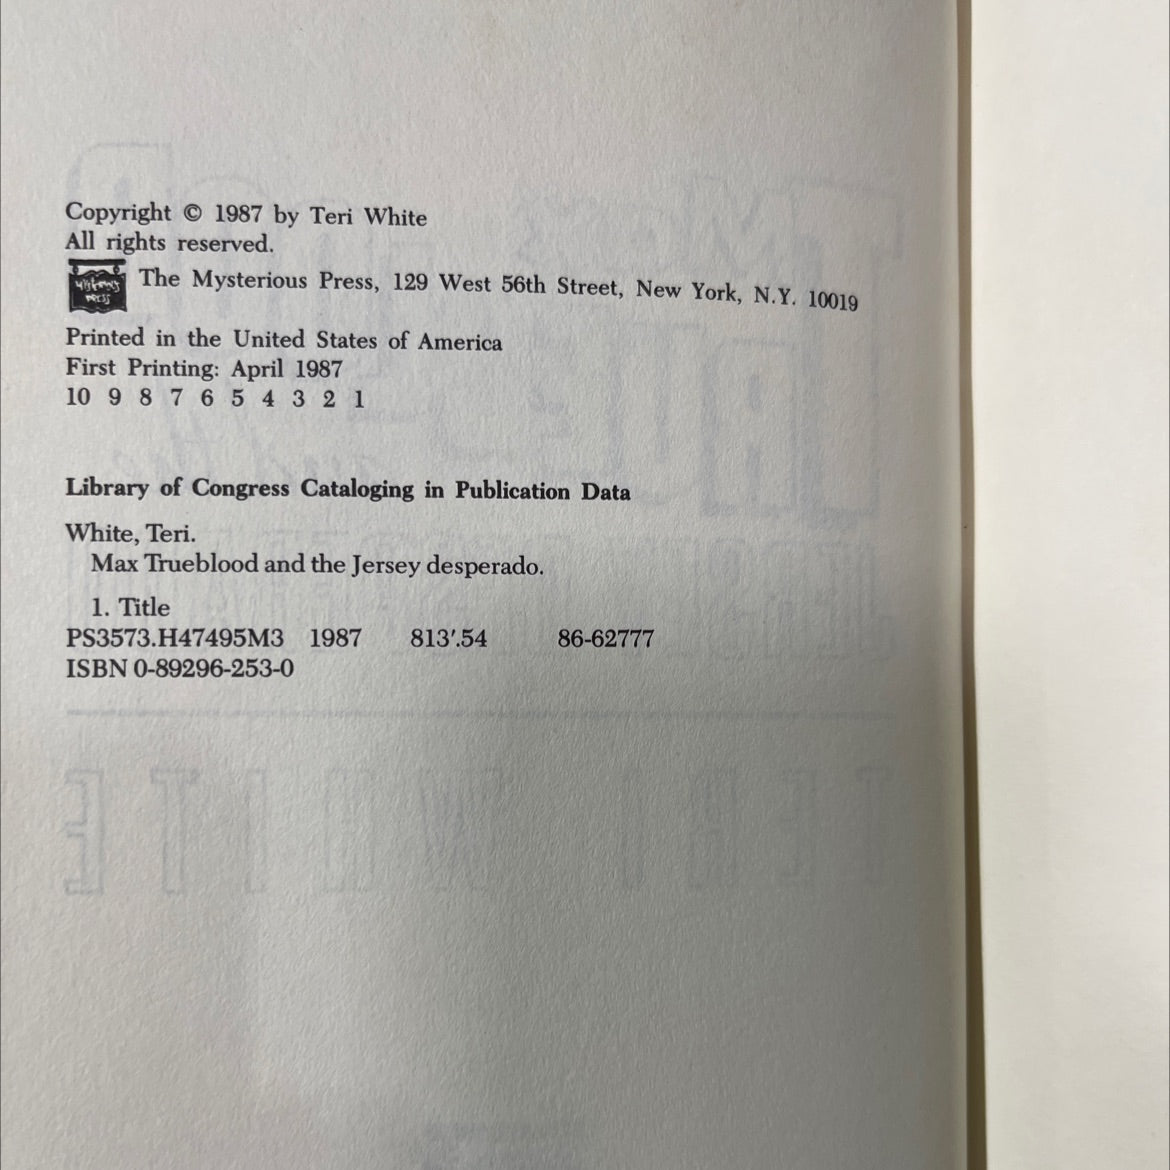 Copyright © 1987 by Teri White
All rights reserved.
Mysterious Press
The Mysterious Press, 129 West 56th Street, New York, N.Y. 10019
Printed in the United States of America
First Printing: April 1987
10 9 8 7 6 5 4 3 2 1
Library of Congress Cataloging in Publication Data
White, Teri.
Max Trueblood and the Jersey desperado.
1. Title
PS3573.H47495M3 1987 813′.54 86-62777
ISBN 0-89296-253-0